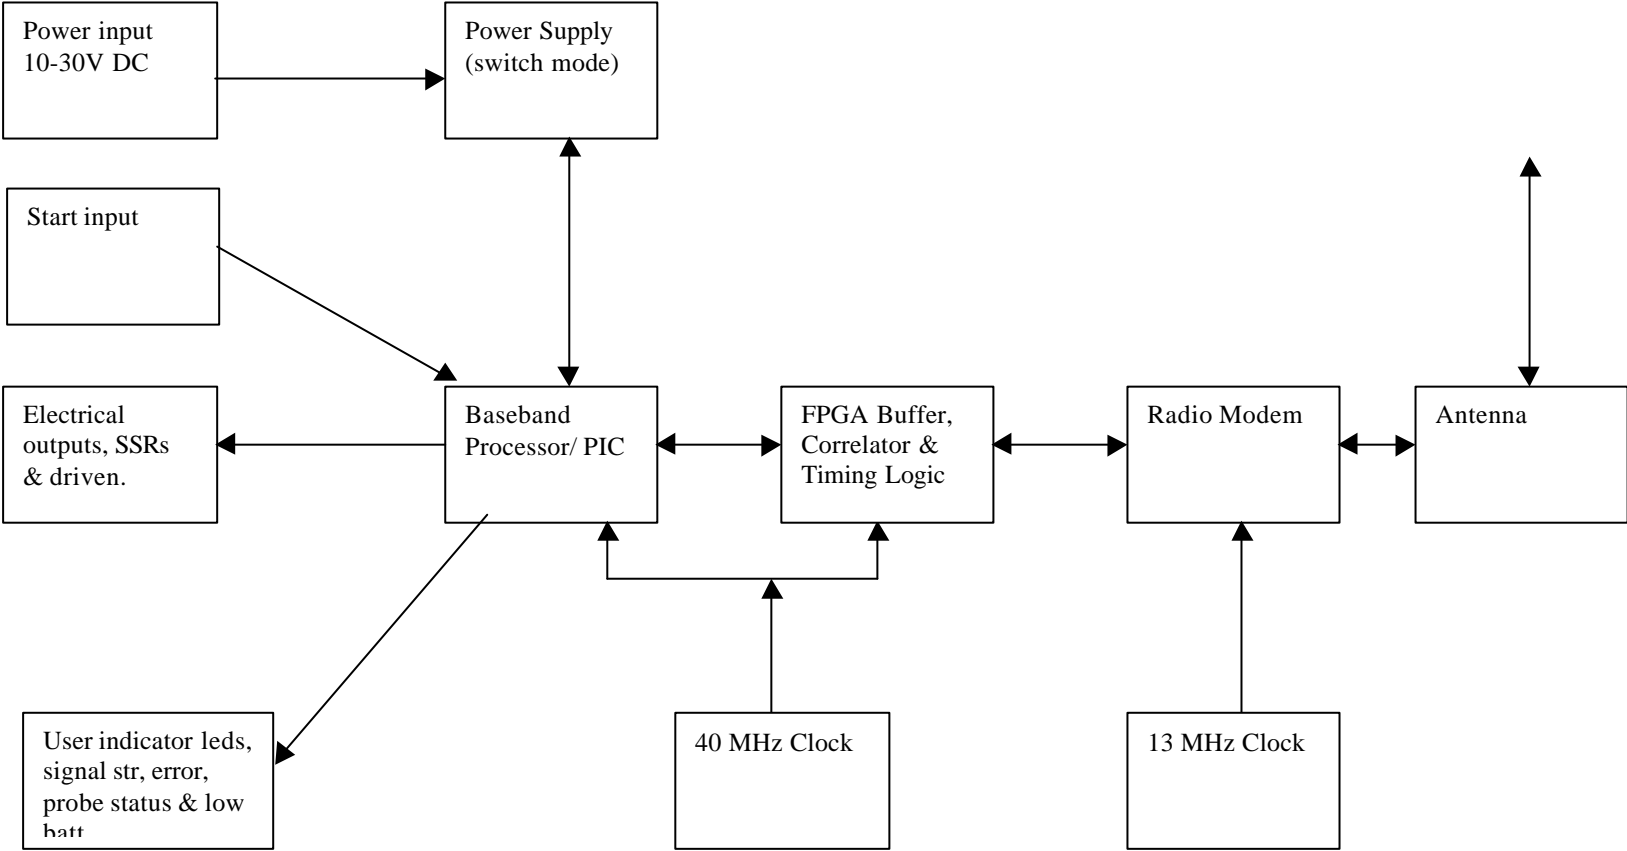 Power input
10-30V DC
Power Supply
(switch mode)
Start input
Electrical
outputs, SSRs
& driven.
Baseband
Processor/ PIC
FPGA Buffer,
Correlator &
Timing Logic
Radio Modem
Antenna
User indicator leds,
signal str, error,
probe status & low
batt
40 MHz Clock
13 MHz Clock